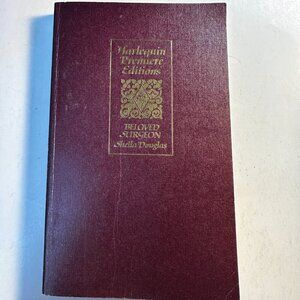 Harlequin
Premiere
Editions
BELOVED
SURGEON
Sheila Douglas